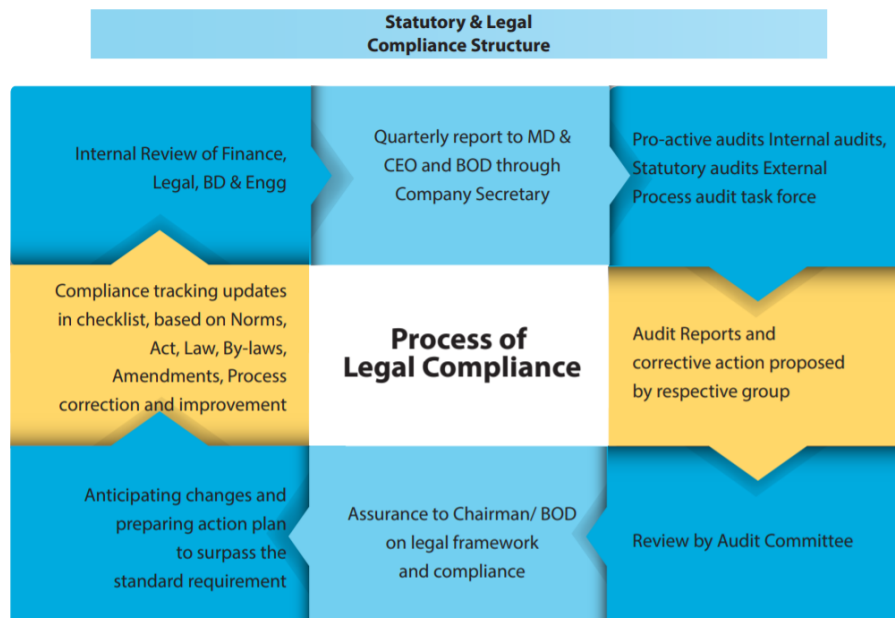 Statutory & Legal
Compliance Structure
Internal Review of Finance,
Legal, BD & Engg
Quarterly report to MD &
CEO and BOD through
Company Secretary
Pro-active audits Internal audits,
Statutory audits External
Process audit task force
Compliance tracking updates
in checklist, based on Norms,
Act, Law, By-laws,
Amendments, Process
correction and improvement
Process of
Legal Compliance
Audit Reports and
corrective action proposed
by respective group
Anticipating changes and
preparing action plan
to surpass the
standard requirement
Assurance to Chairman/ BOD
on legal framework
and compliance
Review by Audit Committee